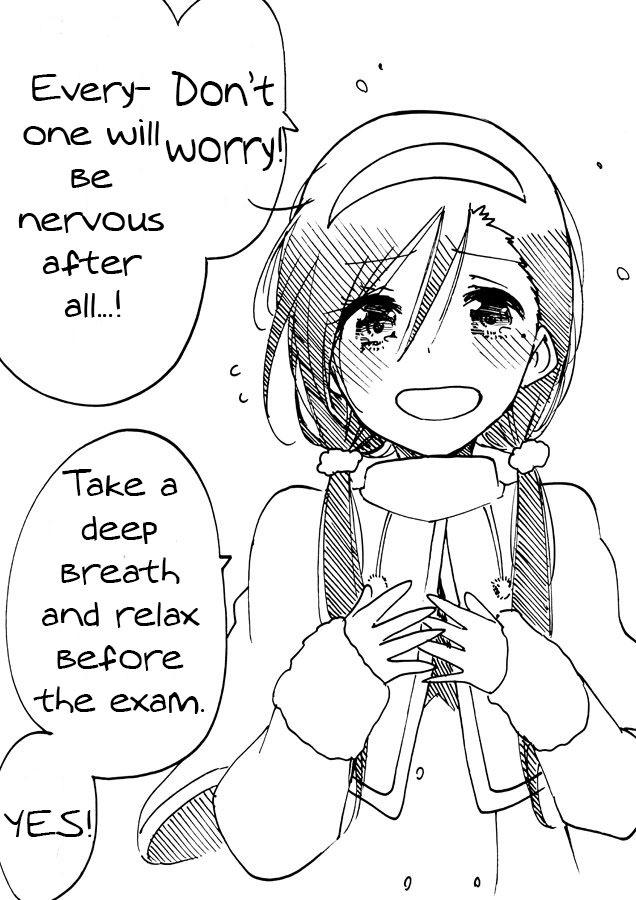 Don't
worry!
Every-
one will
be
nervous
after
all...!
Take a
deep
breath
and relax
before
the exam.
YES!